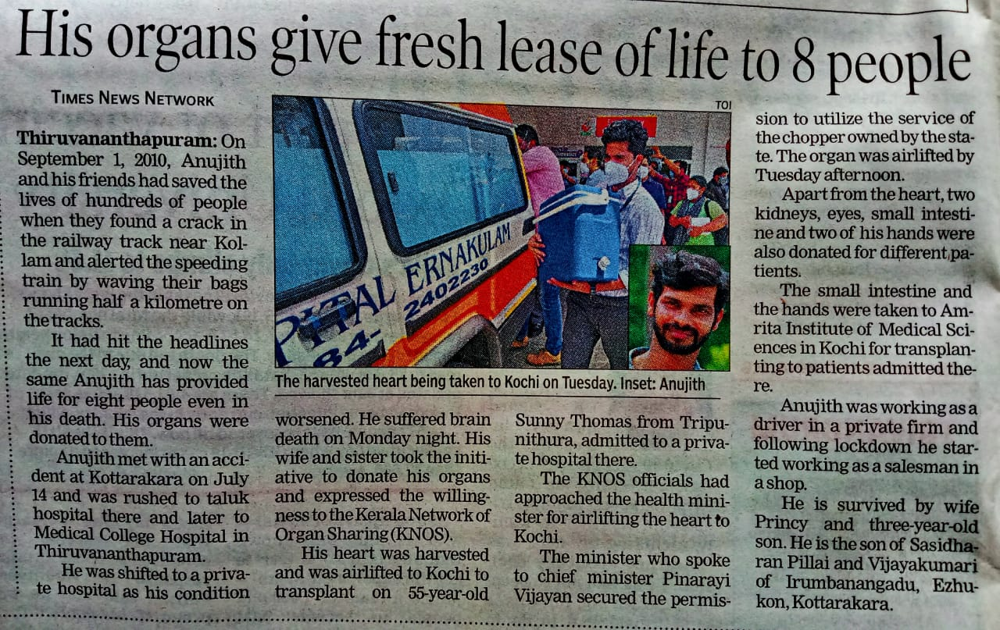 His organs give fresh lease of life to 8 people
TIMES NEWS NETWORK
Thiruvananthapuram: On
September 1, 2010, Anujith
and his friends had saved the
lives of hundreds of people
when they found a crack in
the railway track near Kol-
lam and alerted the speeding
train by waving their bags
running half a kilometre on
the tracks.
It had hit the headlines
the next day, and now the
same Anujith has provided
life for eight people even in
his death. His organs were
donated to them.
Anujith met with an acci-
dent at Kottarakara on July
14 and was rushed to taluk
hospital there and later to
Medical College Hospital in
Thiruvananthapuram.
He was shifted to a priva-
te hospital as his condition
TOI
PITAL ERNAKULAM
84-
2402230
The harvested heart being taken to Kochi on Tuesday. Inset: Anujith
worsened. He suffered brain
death on Monday night. His
wife and sister took the initi-
ative to donate his organs
and expressed the willing-
ness to the Kerala Network of
Organ Sharing (KNOS).
His heart was harvested
and was airlifted to Kochi to
transplant on 55-year-old
Sunny Thomas from Tripu-
nithura, admitted to a priva-
te hospital there.
The KNOS officials had
approached the health mini-
ster for airlifting the heart to
Kochi.
The minister who spoke
to chief minister Pinarayi
Vijayan secured the permis-
sion to utilize the service of
the chopper owned by the sta-
te. The organ was airlifted by
Tuesday afternoon.
Apart from the heart, two
kidneys, eyes, small intesti-
ne and two of his hands were
also donated for different pa-
tients.
The small intestine and
the hands were taken to Am-
rita Institute of Medical Sci-
ences in Kochi for transplan-
ting to patients admitted the-
re.
Anujith was working as a
driver in a private firm and
following lockdown he star-
ted working as a salesman in
a shop.
He is survived by wife
Princy and three-year-old
son. He is the son of Sasidha-
ran Pillai and Vijayakumari
of Irumbanangadu, Ezhu-
kon, Kottarakara.